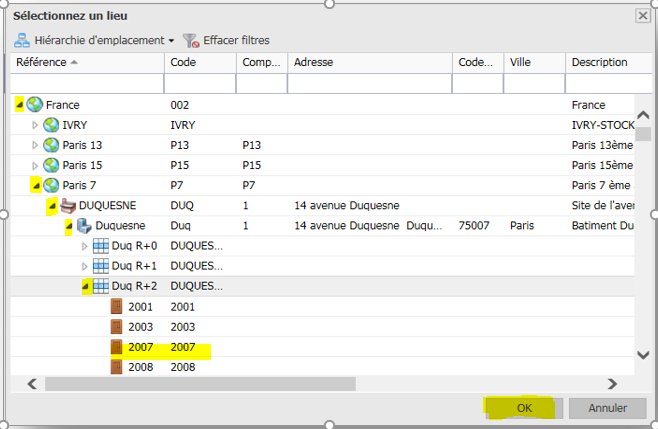 Sélectionnez un lieu
Hiérarchie d'emplacement Effacer filtres
Référence Code Comp... Adresse Code... Ville Description
France 002 France
IVRY IVRY IVRY-STOCK
Paris 13 P13 P13 Paris 13ème
Paris 15 P15 P15 Paris 15ème
Paris 7 P7 P7 Paris 7 ème
DUQUESNE DUQ 1 14 avenue Duquesne Site de l'aver
Duquesne Duq 1 14 avenue Duquesne Duqu... 75007 Paris Batiment Du
Duq R+0 DUQUES...
Duq R+1 DUQUES...
Duq R+2 DUQUES...
2001 2001
2003 2003
2007 2007
2008 2008
OK Annuler